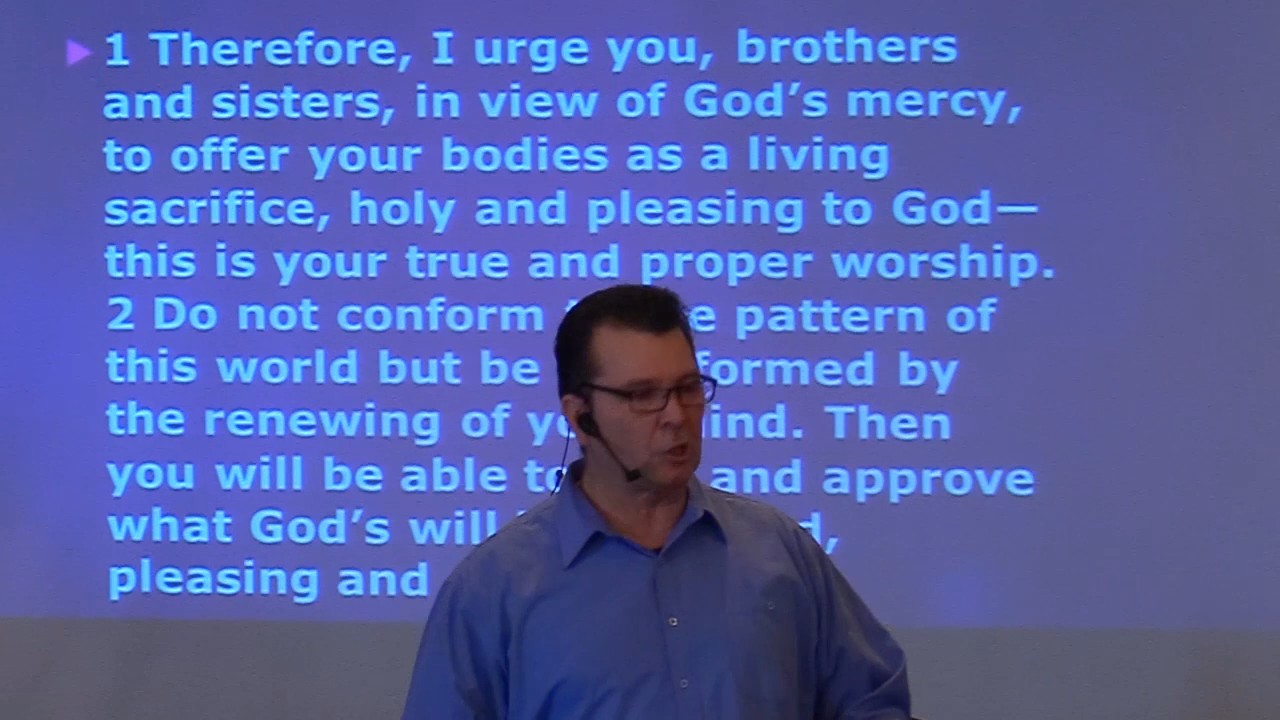 1 Therefore, I urge you, brothers
and sisters, in view of God's mercy,
to offer your bodies as a living
sacrifice, holy and pleasing to God—
this is your true and proper worship.
2 Do not conform pattern of
this world but be formed by
the renewing of ind. Then
you will be able and approve
what God's will
pleasing and